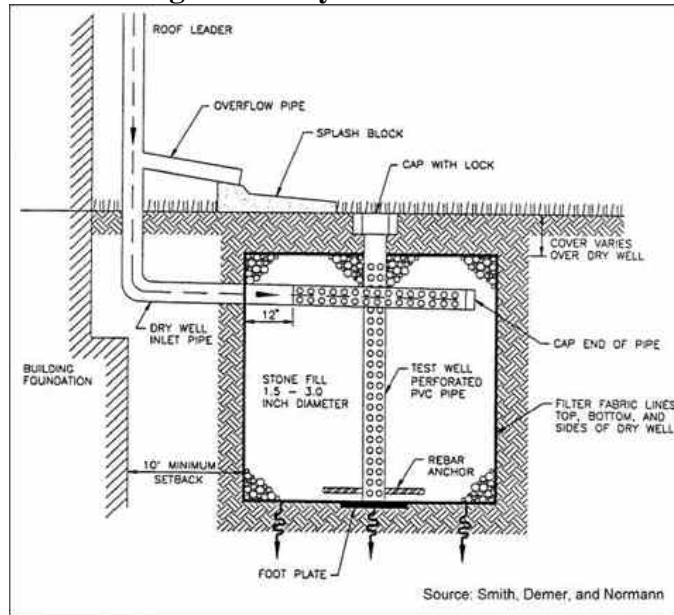 ROOF LEADER
OVERFLOW PIPE
SPLASH BLOCK
CAP WITH LOCK
COVER VARIES
OVER DRY WELL
12"
DRY WELL
INLET PIPE
CAP END OF PIPE
BUILDING
FOUNDATION
STONE FILL
1.5 – 3.0
INCH DIAMETER
TEST WELL
PERFORATED
PVC PIPE
FILTER FABRIC LINES
TOP, BOTTOM, AND
SIDES OF DRY WELL
REBAR
ANCHOR
10" MINIMUM
SETBACK
FOOT PLATE
Source: Smith, Demer, and Normann